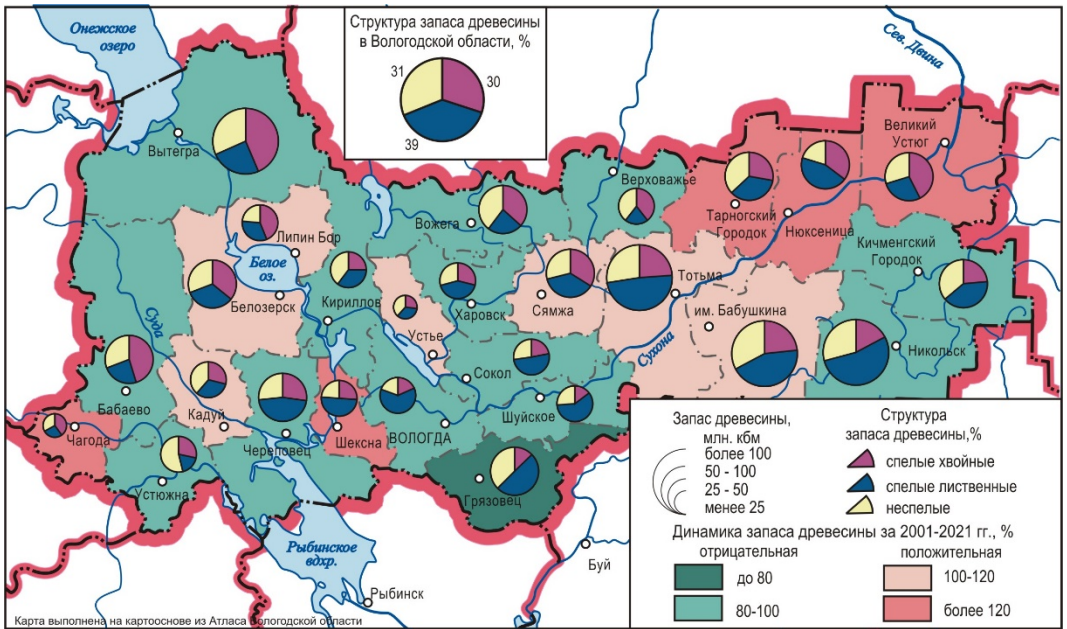 Онежское
озеро
Структура запаса древесины
в Вологодской области, %
31
30
39
Сев. Двина
Великий
Устюг
Вытегра
Верховажье
Тарногский
Городок
Нюксеница
Вожега
Липин Бор
Белое
оз.
Кичменгский
Городок
Белозерск
Кириллов
Харовск
Сямжа
Тотьма
им. Бабушкина
Суда
Устье
Сухона
Никольск
Сокол
Бабаево
Кадуй
Шуйское
Чагода
Череповец
Шексна
ВОЛОГДА
Устюжна
Грязовец
Рыбинское
вдхр.
Буй
Рыбинск
Запас древесины,
млн. кбм
более 100
50 - 100
25 - 50
менее 25
Структура
запаса древесины,%
спелые хвойные
спелые лиственные
неспелые
Динамика запаса древесины за 2001-2021 гг., %
отрицательная
положительная
до 80
100-120
80-100
более 120
Карта выполнена на картооснове из Атласа Вологодской области